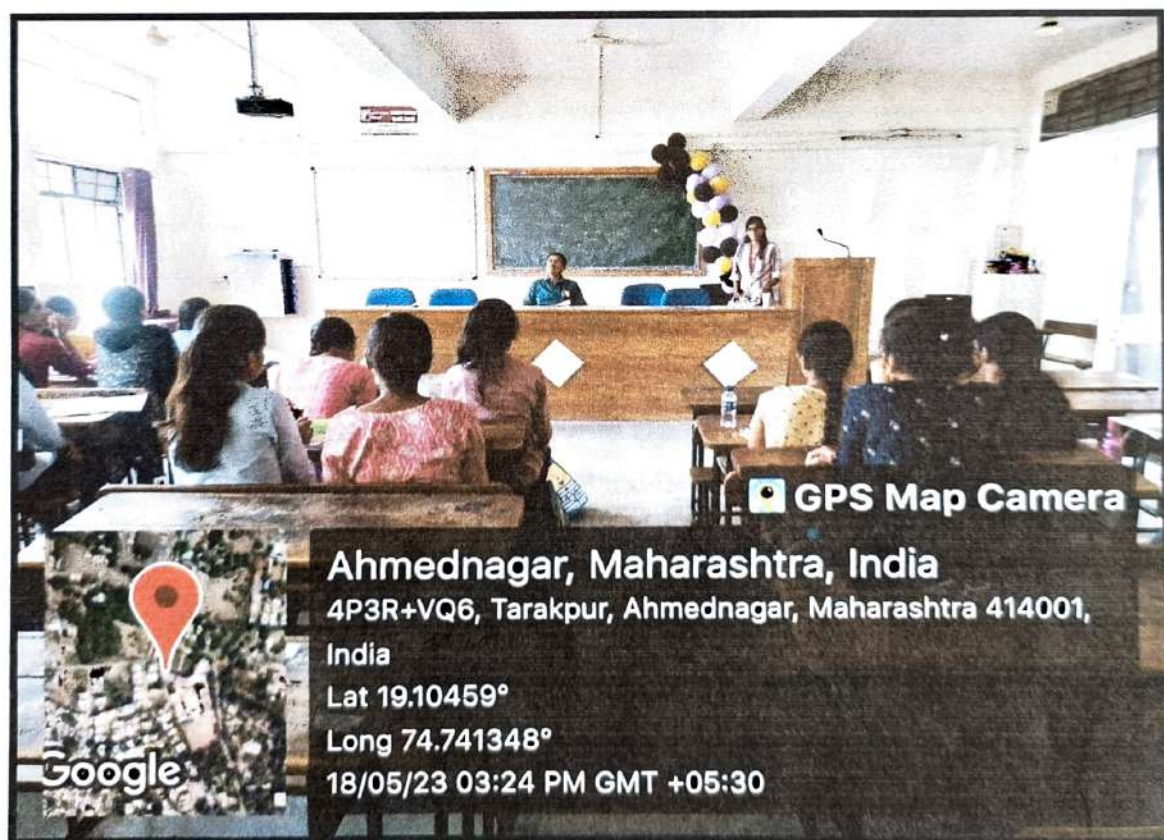 GPS Map Camera
Ahmednagar, Maharashtra, India
4P3R+VQ6, Tarakpur, Ahmednagar, Maharashtra 414001,
India
Lat 19.10459°
Long 74.741348°
18/05/23 03:24 PM GMT +05:30
Google